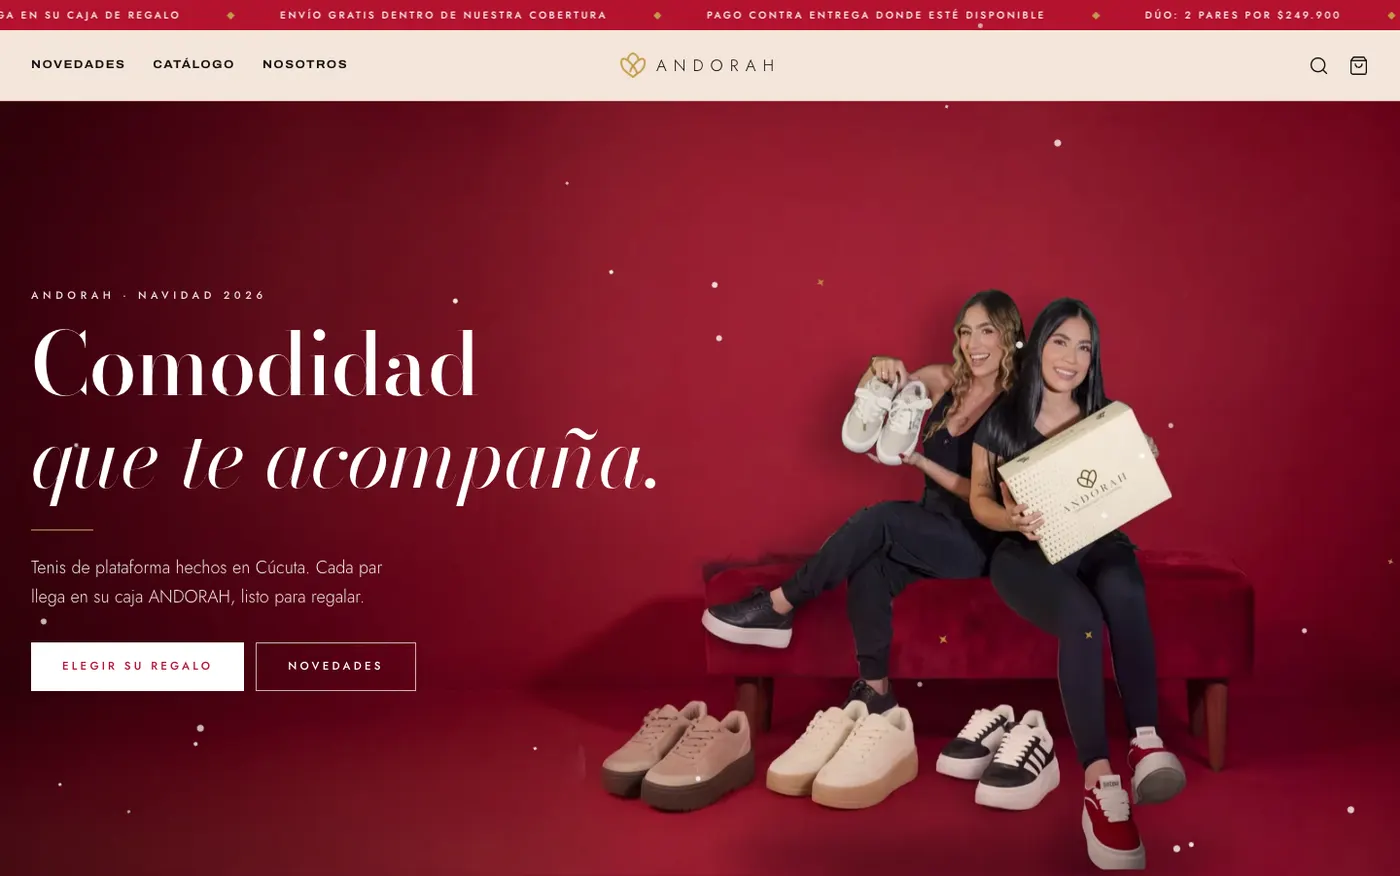 EN SU CAJA DE REGALO ◆ ENVÍO GRATIS DENTRO DE NUESTRA COBERTURA ◆ PAGO CONTRA ENTREGA DONDE ESTÉ DISPONIBLE ◆ DÚO: 2 PARES POR $249.900 ◆
NOVEDADES CATÁLOGO NOSOTROS
ANDORAH
ANDORAH · NAVIDAD 2026
Comodidad
que te acompaña.
Tenis de plataforma hechos en Cúcuta. Cada par
llega en su caja ANDORAH, listo para regalar.
ELEGIR SU REGALO
NOVEDADES
ANDORAH